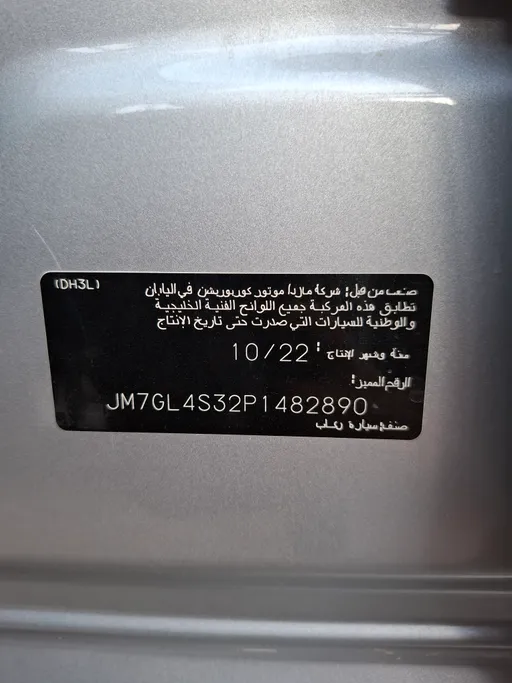 (DH3L)
صنعت من قبل: شركة مازدا موتور كوربوريشن في اليابان
تطابق هذه المركبة جميع اللوائح الفنية الخليجية
والوطنية للسيارات التي صدرت حتى تاريخ الإنتاج
سنة وشهر الإنتاج: 10/22
الرقم المميز:
JM7GL4S32P1482890
صنف: سيارة ركاب